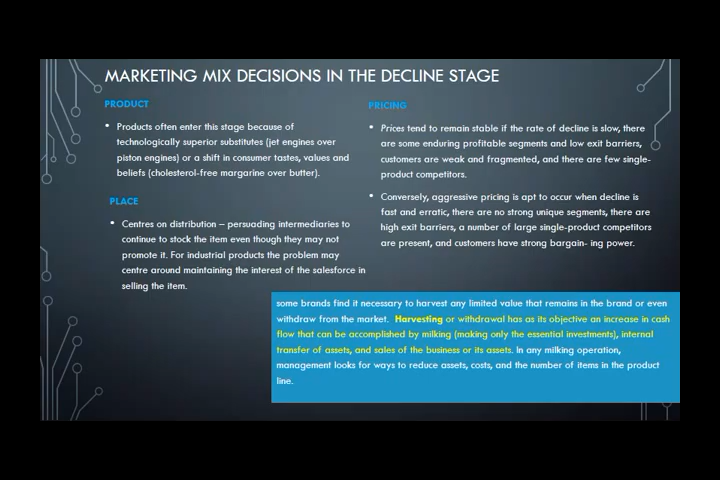 MARKETING MIX DECISIONS IN THE DECLINE STAGE
PRODUCT
• Products often enter this stage because of
technologically superior substitutes (jet engines over
piston engines) or a shift in consumer tastes, values and
beliefs (cholesterol-free margarine over butter).
PLACE
• Centres on distribution – persuading intermediaries to
continue to stock the item even though they may not
promote it. For industrial products the problem may
centre around maintaining the interest of the salesforce in
selling the item.
PRICING
• Prices tend to remain stable if the rate of decline is slow, there
are some enduring profitable segments and low exit barriers,
customers are weak and fragmented, and there are few single-
product competitors.
• Conversely, aggressive pricing is apt to occur when decline is
fast and erratic, there are no strong unique segments, there are
high exit barriers, a number of large single-product competitors
are present, and customers have strong bargain- ing power.
some brands find it necessary to harvest any limited value that remains in the brand or even
withdraw from the market. Harvesting or withdrawal has as its objective an increase in cash
flow that can be accomplished by milking (making only the essential investments), internal
transfer of assets, and sales of the business or its assets. In any milking operation,
management looks for ways to reduce assets, costs, and the number of items in the product
line.